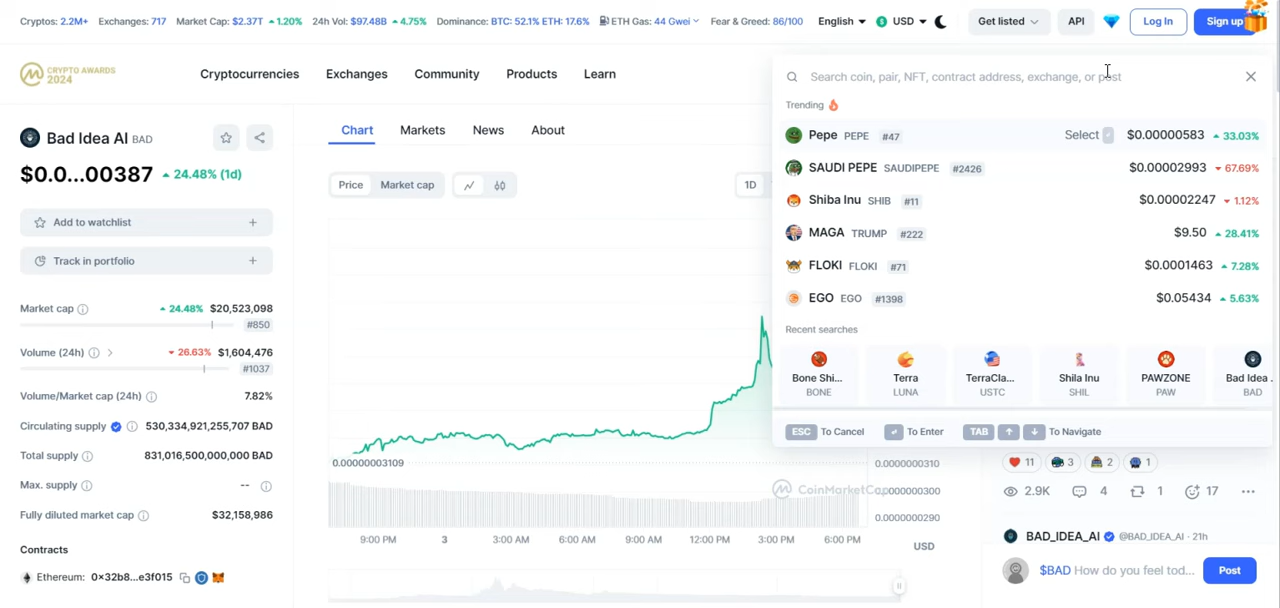 Cryptos: 2.2M+ Exchanges: 717 Market Cap: $2.37T 1.20% 24h Vol: $97.48B 4.75% Dominance: BTC: 52.1% ETH: 17.6% ETH Gas: 44 Gwei Fear & Greed: 86/100 English USD Get listed API Log In Sign up
CRYPTO AWARDS
2024
Cryptocurrencies Exchanges Community Products Learn
Search coin, pair, NFT, contract address, exchange, or post
Trending
Pepe PEPE #47 Select $0.00000583 33.03%
SAUDI PEPE SAUDIPEPE #2426 $0.00002993 67.69%
Shiba Inu SHIB #11 $0.00002247 1.12%
MAGA TRUMP #222 $9.50 28.41%
FLOKI FLOKI #71 $0.0001463 7.28%
EGO EGO #1398 $0.05434 5.63%
Recent searches
Bone Shi... Terra TerraCla... Shila Inu PAWZONE Bad Idea
BONE LUNA USTC SHIL PAW BAD
ESC To Cancel To Enter TAB To Navigate
Bad Idea AI BAD
$0.0...00387 24.48% (1d)
Add to watchlist +
Track in portfolio +
Market cap 24.48% $20,523,098
#850
Volume (24h) 26.63% $1,604,476
#1037
Volume/Market cap (24h) 7.82%
Circulating supply 530,334,921,255,707 BAD
Total supply 831,016,500,000,000 BAD
Max. supply --
Fully diluted market cap $32,158,986
Contracts
Ethereum: 0x32b8...e3f015
Chart Markets News About
Price Market cap 1D
0.00000003109
0.0000000310
CoinMarketCap
0.0000000300
0.0000000290
9:00 PM 3 3:00 AM 6:00 AM 9:00 AM 12:00 PM 3:00 PM 6:00 PM
USD
11 3 2 1
2.9K 4 1 17
BAD_IDEA_AI @BAD_IDEA_AI · 21h
$BAD How do you feel tod... Post